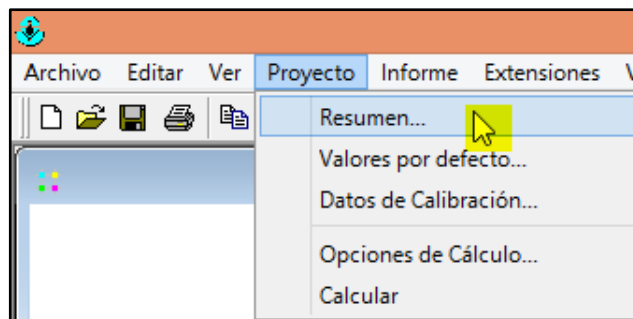 Archivo Editar Ver Proyecto Informe Extensiones
Resumen...
Valores por defecto...
Datos de Calibración...
Opciones de Cálculo...
Calcular